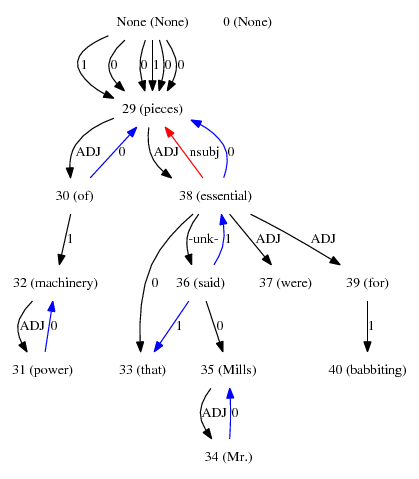 None (None) 0 (None)
1 0 0 1 0 0
29 (pieces)
ADJ 0 ADJ nsubj 0
30 (of) 38 (essential)
1 0 -unk- 1 ADJ ADJ
32 (machinery) 36 (said) 37 (were) 39 (for)
ADJ 0 1 0 1
31 (power) 33 (that) 35 (Mills) 40 (babbiting)
ADJ 0
34 (Mr.)